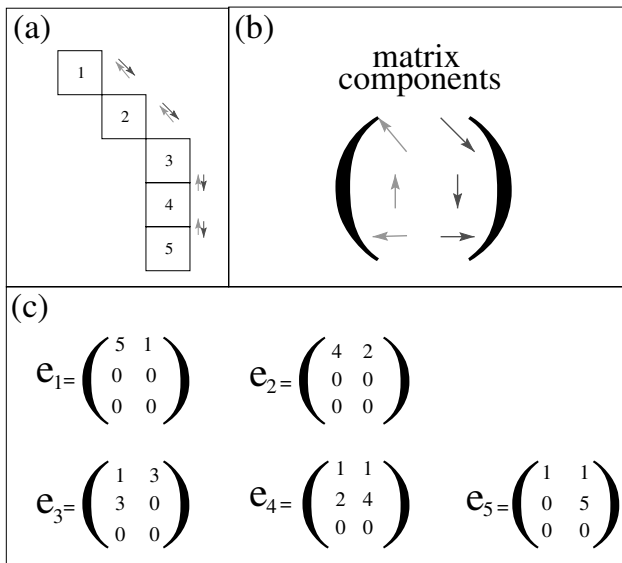 (a)
1
2
3
4
5
(b)
matrix
components
(c)
e1=
5 1
0 0
0 0
e2=
4 2
0 0
0 0
e3=
1 3
3 0
0 0
e4=
1 1
2 4
0 0
e5=
1 1
0 5
0 0